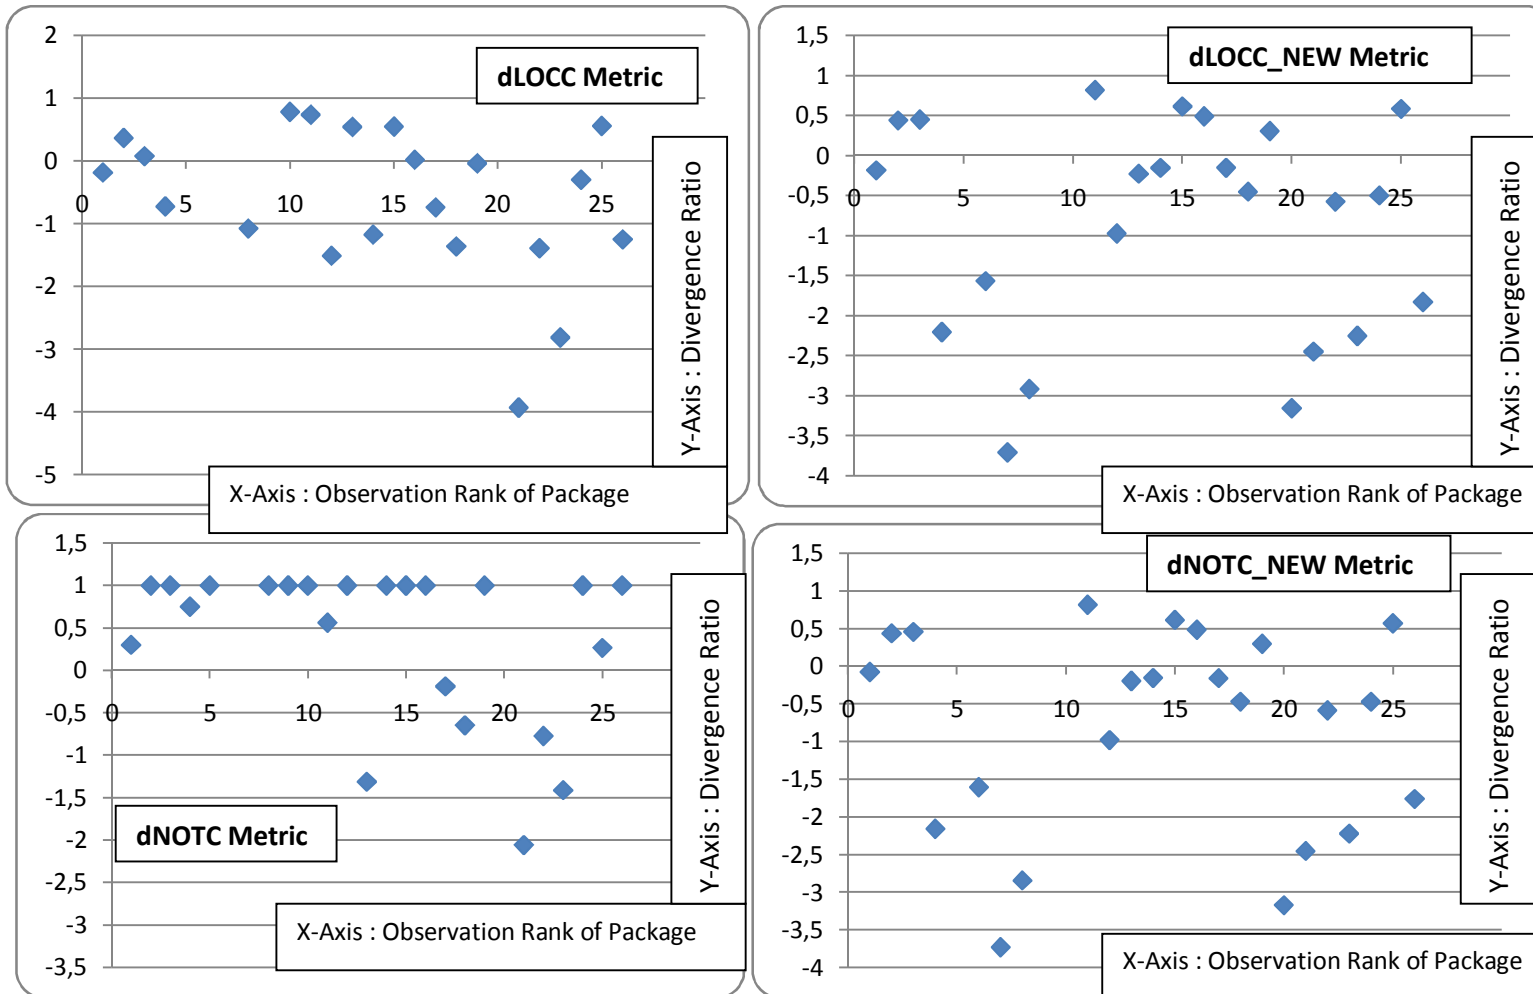 2
1
0
-1
-2
-3
-4
-5
0 5 10 15 20 25
dLOCC Metric
Y-Axis : Divergence Ratio
X-Axis : Observation Rank of Package
1,5
1
0,5
0
-0,5
-1
-1,5
-2
-2,5
-3
-3,5
-4
0 5 10 15 20 25
dLOCC_NEW Metric
Y-Axis : Divergence Ratio
X-Axis : Observation Rank of Package
1,5
1
0,5
0
-0,5
-1
-1,5
-2
-2,5
-3
-3,5
0 5 10 15 20 25
dNOTC Metric
Y-Axis : Divergence Ratio
X-Axis : Observation Rank of Package
1,5
1
0,5
0
-0,5
-1
-1,5
-2
-2,5
-3
-3,5
-4
0 5 10 15 20 25
dNOTC_NEW Metric
Y-Axis : Divergence Ratio
X-Axis : Observation Rank of Package